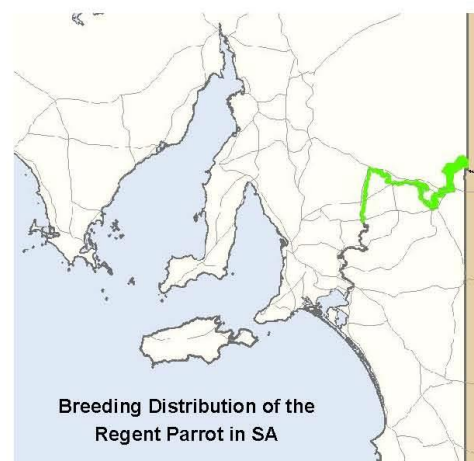 Breeding Distribution of the
Regent Parrot in SA